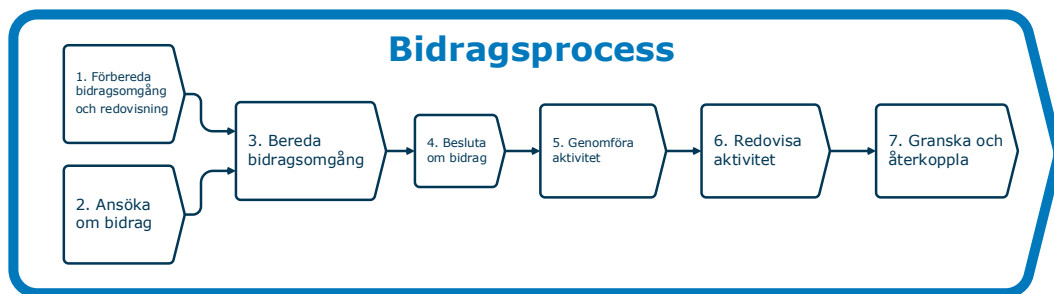 Bidragsprocess
1. Förbereda
bidragsomgång
och redovisning
2. Ansöka
om bidrag
3. Bereda
bidragsomgång
4. Besluta
om bidrag
5. Genomföra
aktivitet
6. Redovisa
aktivitet
7. Granska och
återkoppla